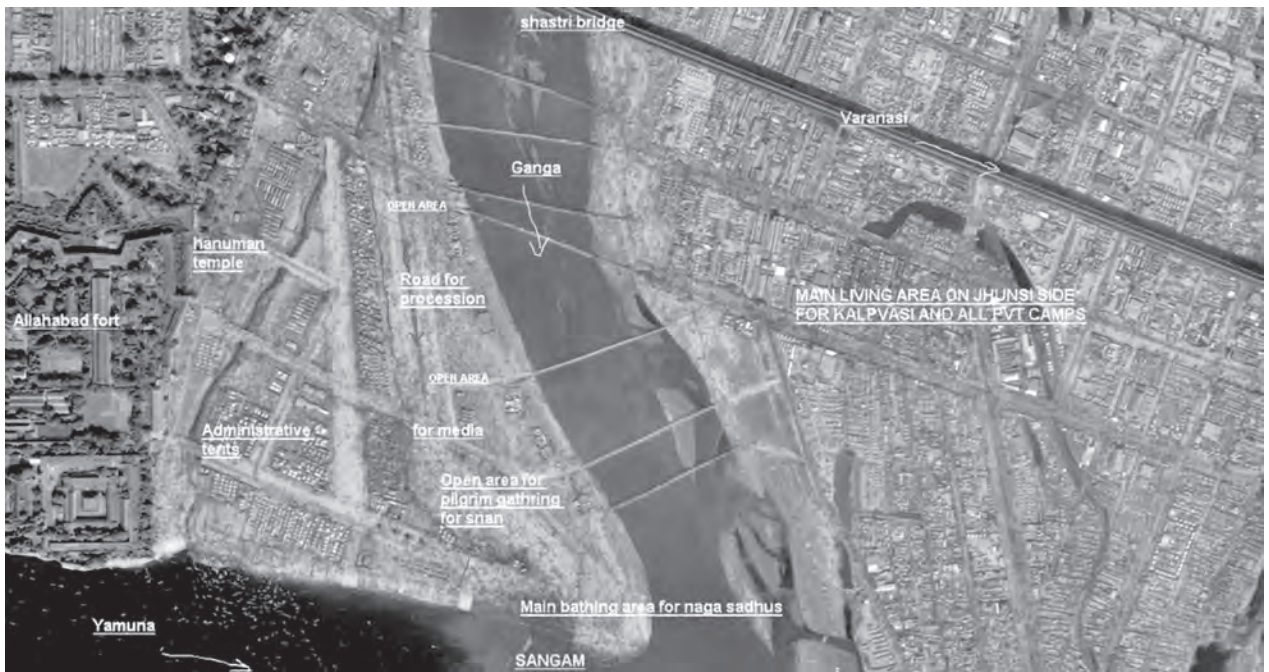 shastri bridge
Varanasi
Ganga
OPEN AREA
hanuman
temple
Road for
procession
MAIN LIVING AREA ON JHUNSI SIDE
FOR KALPVASI AND ALL PVT CAMPS
Allahabad fort
OPEN AREA
Administrative
tents
for media
Open area for
pilgrim gathring
for snan
Main bathing area for naga sadhus
Yamuna
SANGAM